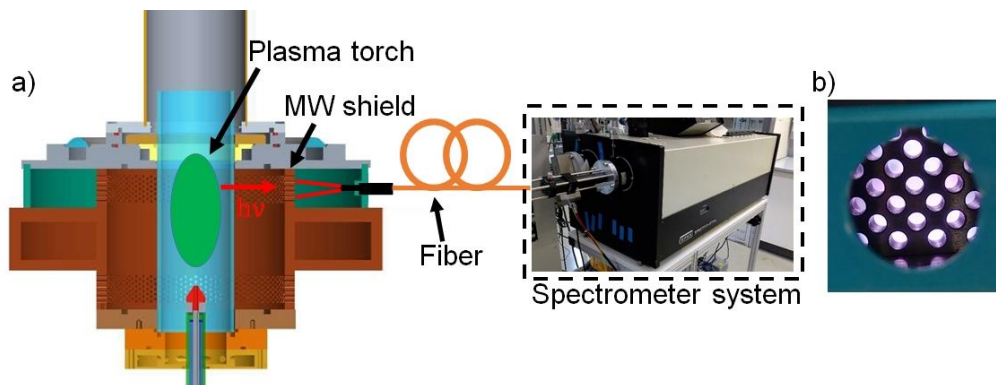 a)
Plasma torch
MW shield
hν
Fiber
Spectrometer system
b)